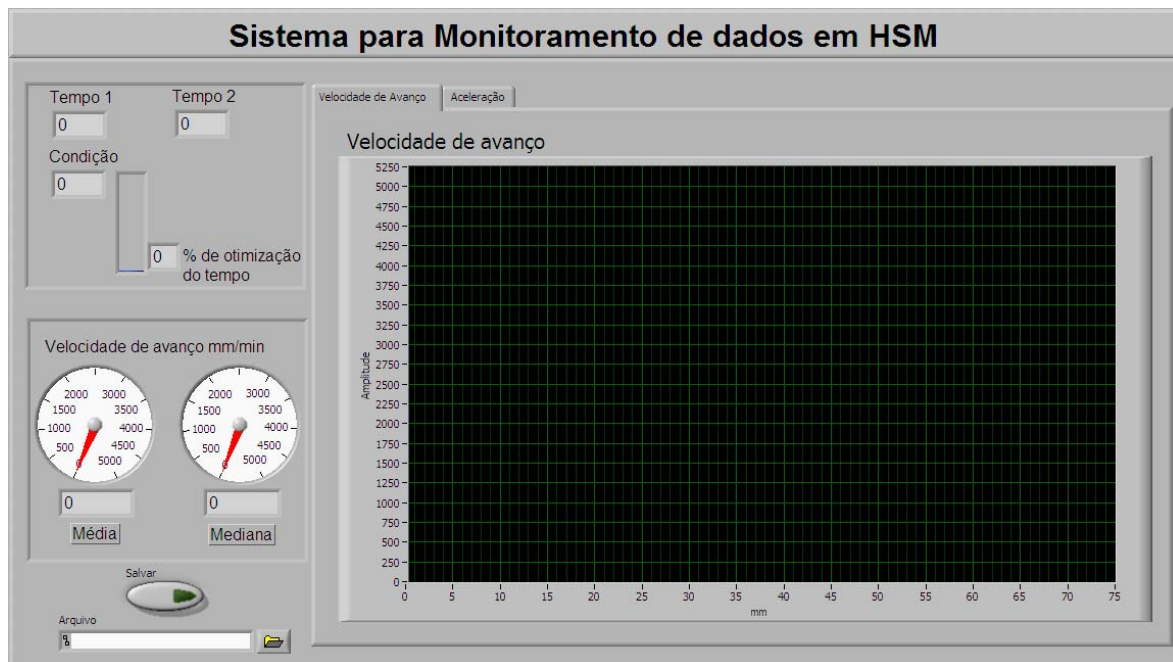 Sistema para Monitoramento de dados em HSM
Tempo 1 Tempo 2
0 0
Condição
0
0 % de otimização
do tempo
Velocidade de avanço mm/min
0 500 1000 1500 2000 3000 3500 4000 4500 5000
0 500 1000 1500 2000 3000 3500 4000 4500 5000
0 0
Média Mediana
Salvar
Arquivo
Velocidade de Avanço Aceleração
Velocidade de avanço
5250
5000
4750
4500
4250
4000
3750
3500
3250
3000
2750
2500
2250
2000
1750
1500
1250
1000
750
500
250
0
Amplitude
0 5 10 15 20 25 30 35 40 45 50 55 60 65 70 75
mm